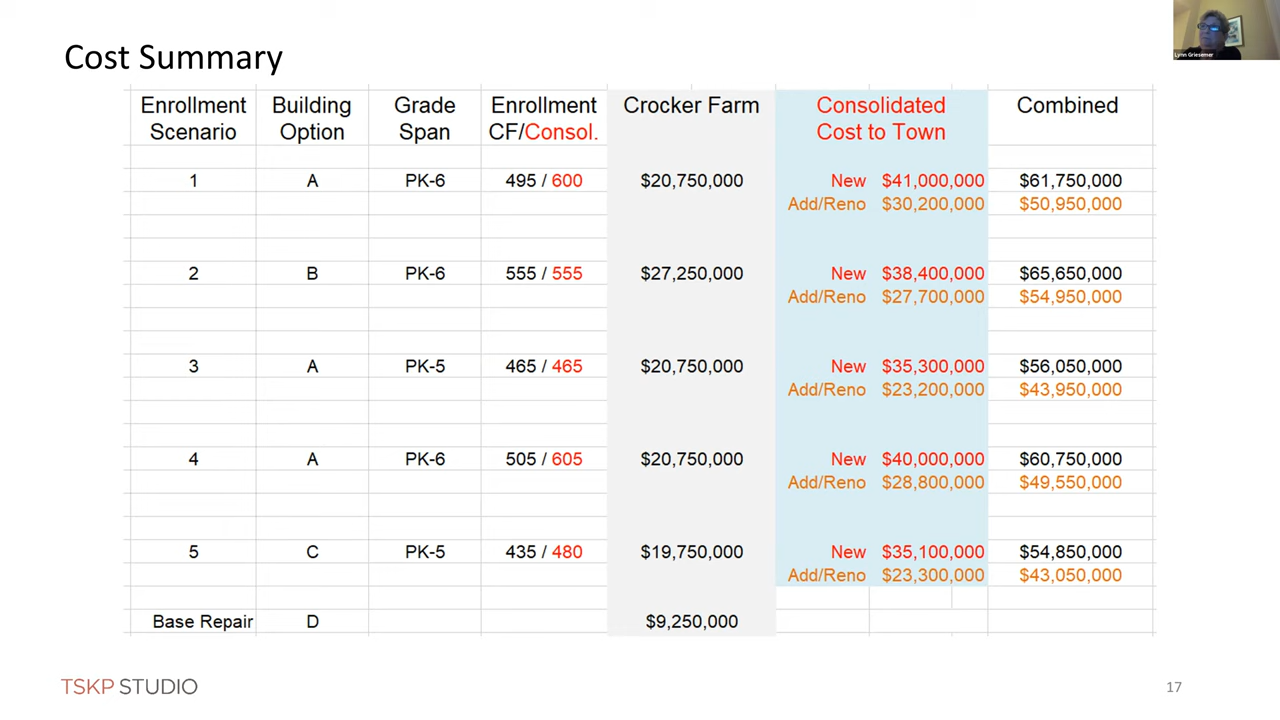 Cost Summary
Lynn Griesemer
Enrollment Building Grade Enrollment Crocker Farm Consolidated Combined
Scenario Option Span CF/Consol. Cost to Town
1 A PK-6 495 / 600 $20,750,000 New $41,000,000 $61,750,000
Add/Reno $30,200,000 $50,950,000
2 B PK-6 555 / 555 $27,250,000 New $38,400,000 $65,650,000
Add/Reno $27,700,000 $54,950,000
3 A PK-5 465 / 465 $20,750,000 New $35,300,000 $56,050,000
Add/Reno $23,200,000 $43,950,000
4 A PK-6 505 / 605 $20,750,000 New $40,000,000 $60,750,000
Add/Reno $28,800,000 $49,550,000
5 C PK-5 435 / 480 $19,750,000 New $35,100,000 $54,850,000
Add/Reno $23,300,000 $43,050,000
Base Repair D $9,250,000
TSKP STUDIO
17